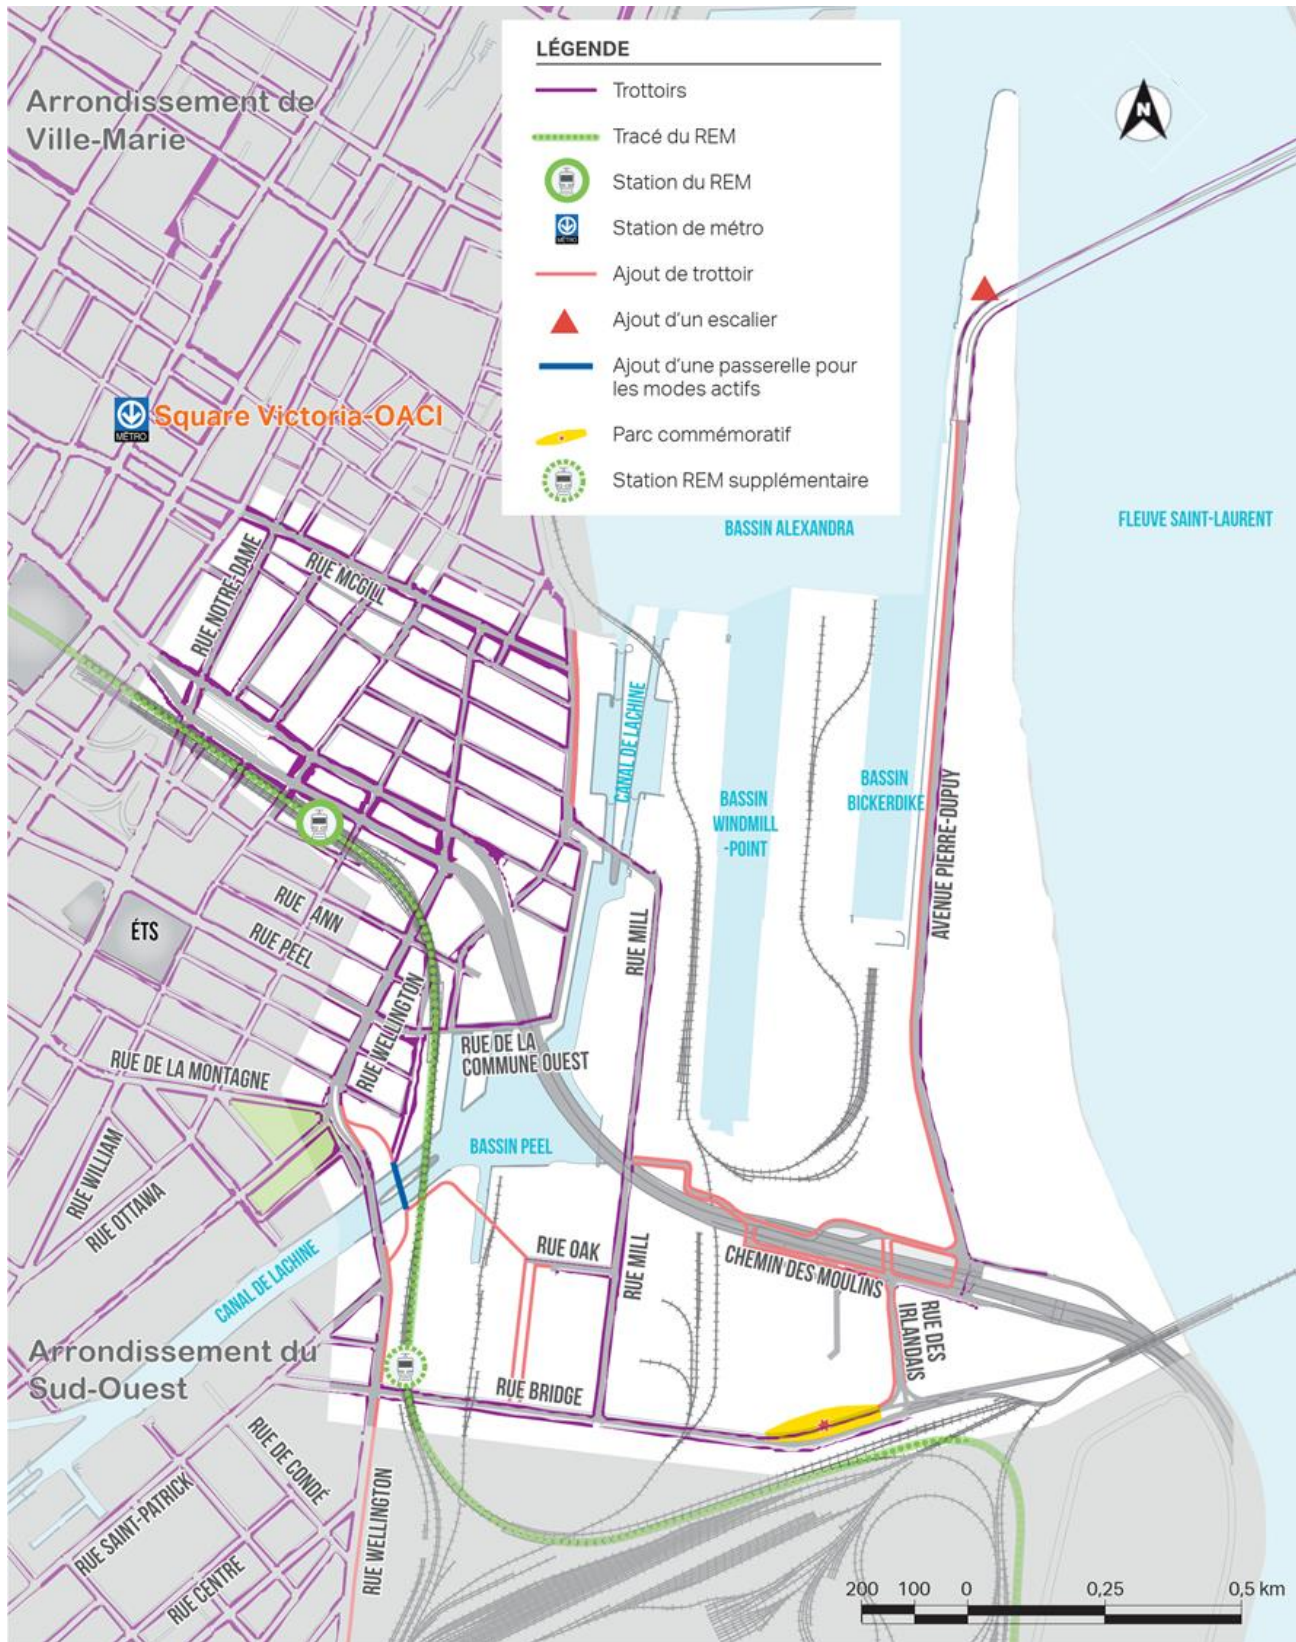 LÉGENDE
Trottoirs
Tracé du REM
Station du REM
MÉTRO
Station de métro
Ajout de trottoir
Ajout d'un escalier
Ajout d'une passerelle pour
les modes actifs
Parc commémoratif
Station REM supplémentaire
N
Arrondissement de
Ville-Marie
MÉTRO
Square Victoria-OACI
BASSIN ALEXANDRA
FLEUVE SAINT-LAURENT
RUE NOTRE-DAME
RUE MCGILL
CANAL DE LACHINE
BASSIN
WINDMILL
-POINT
BASSIN
BICKERDIKE
AVENUE PIERRE-DUPUY
RUE ANN
RUE PEEL
ÉTS
RUE MILL
RUE WELLINGTON
RUE DE LA
COMMUNE OUEST
RUE DE LA MONTAGNE
BASSIN PEEL
RUE WILLIAM
RUE OTTAWA
RUE OAK
RUE MILL
CHEMIN DES MOULINS
CANAL DE LACHINE
RUE DES
IRLANDAIS
Arrondissement du
Sud-Ouest
RUE BRIDGE
RUE DE CONDÉ
RUE SAINT-PATRICK
RUE CENTRE
RUE WELLINGTON
200 100 0 0,25 0,5 km